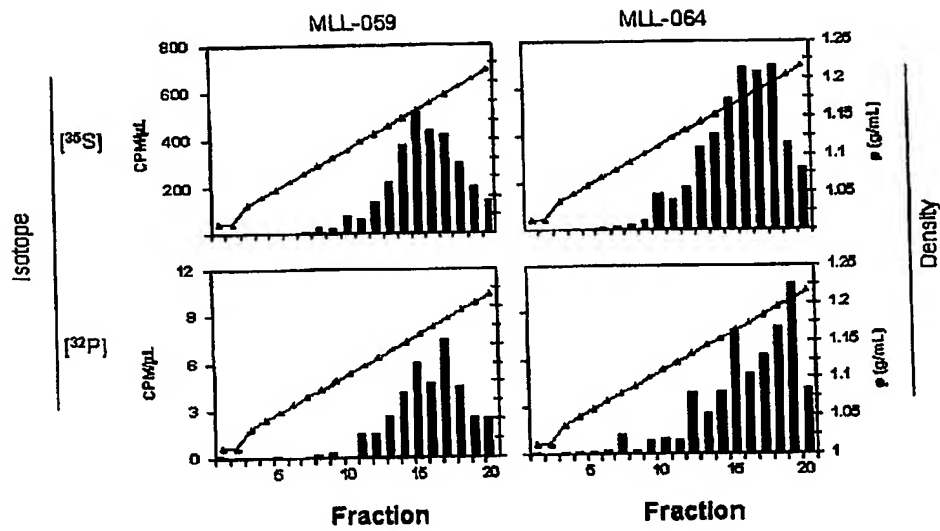 MLL-059
MLL-064
Isotope
[35S]
[32P]
CPM/µL
800
600
400
200
0
1.25
1.2
1.15
1.1
1.05
ρ (g/mL)
Density
CPM/µL
12
9
6
3
0
5
10
15
20
5
10
15
20
1.25
1.2
1.15
1.1
1.05
1
ρ (g/mL)
Fraction
Fraction